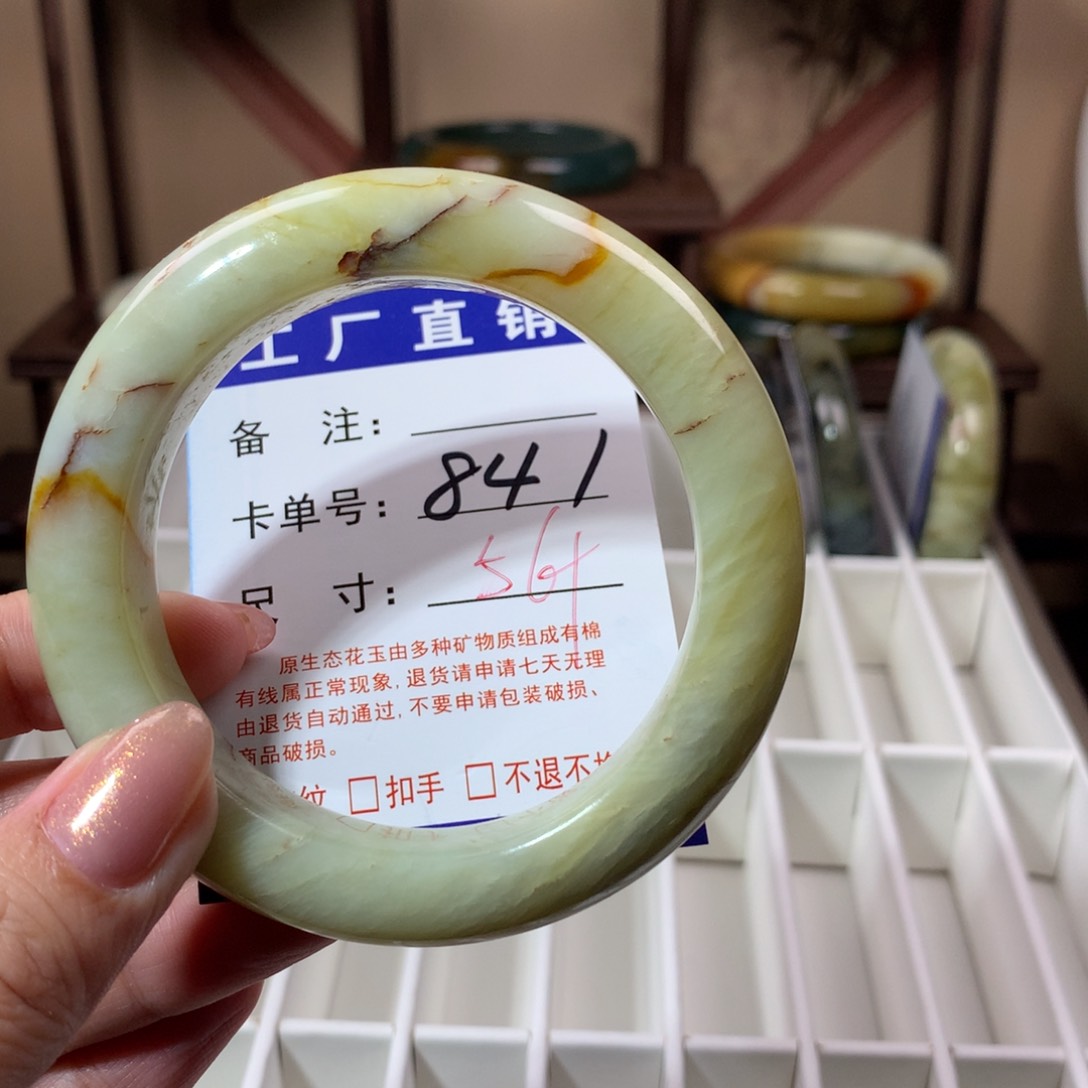 工厂直销
备 注:
卡单号: 841
尺 寸: 56+
原生态花玉由多种矿物质组成有棉
有线属正常现象,退货请申请七天无理
由退货自动通过,不要申请包装破损、
商品破损。
纹 □扣手 □不退不换